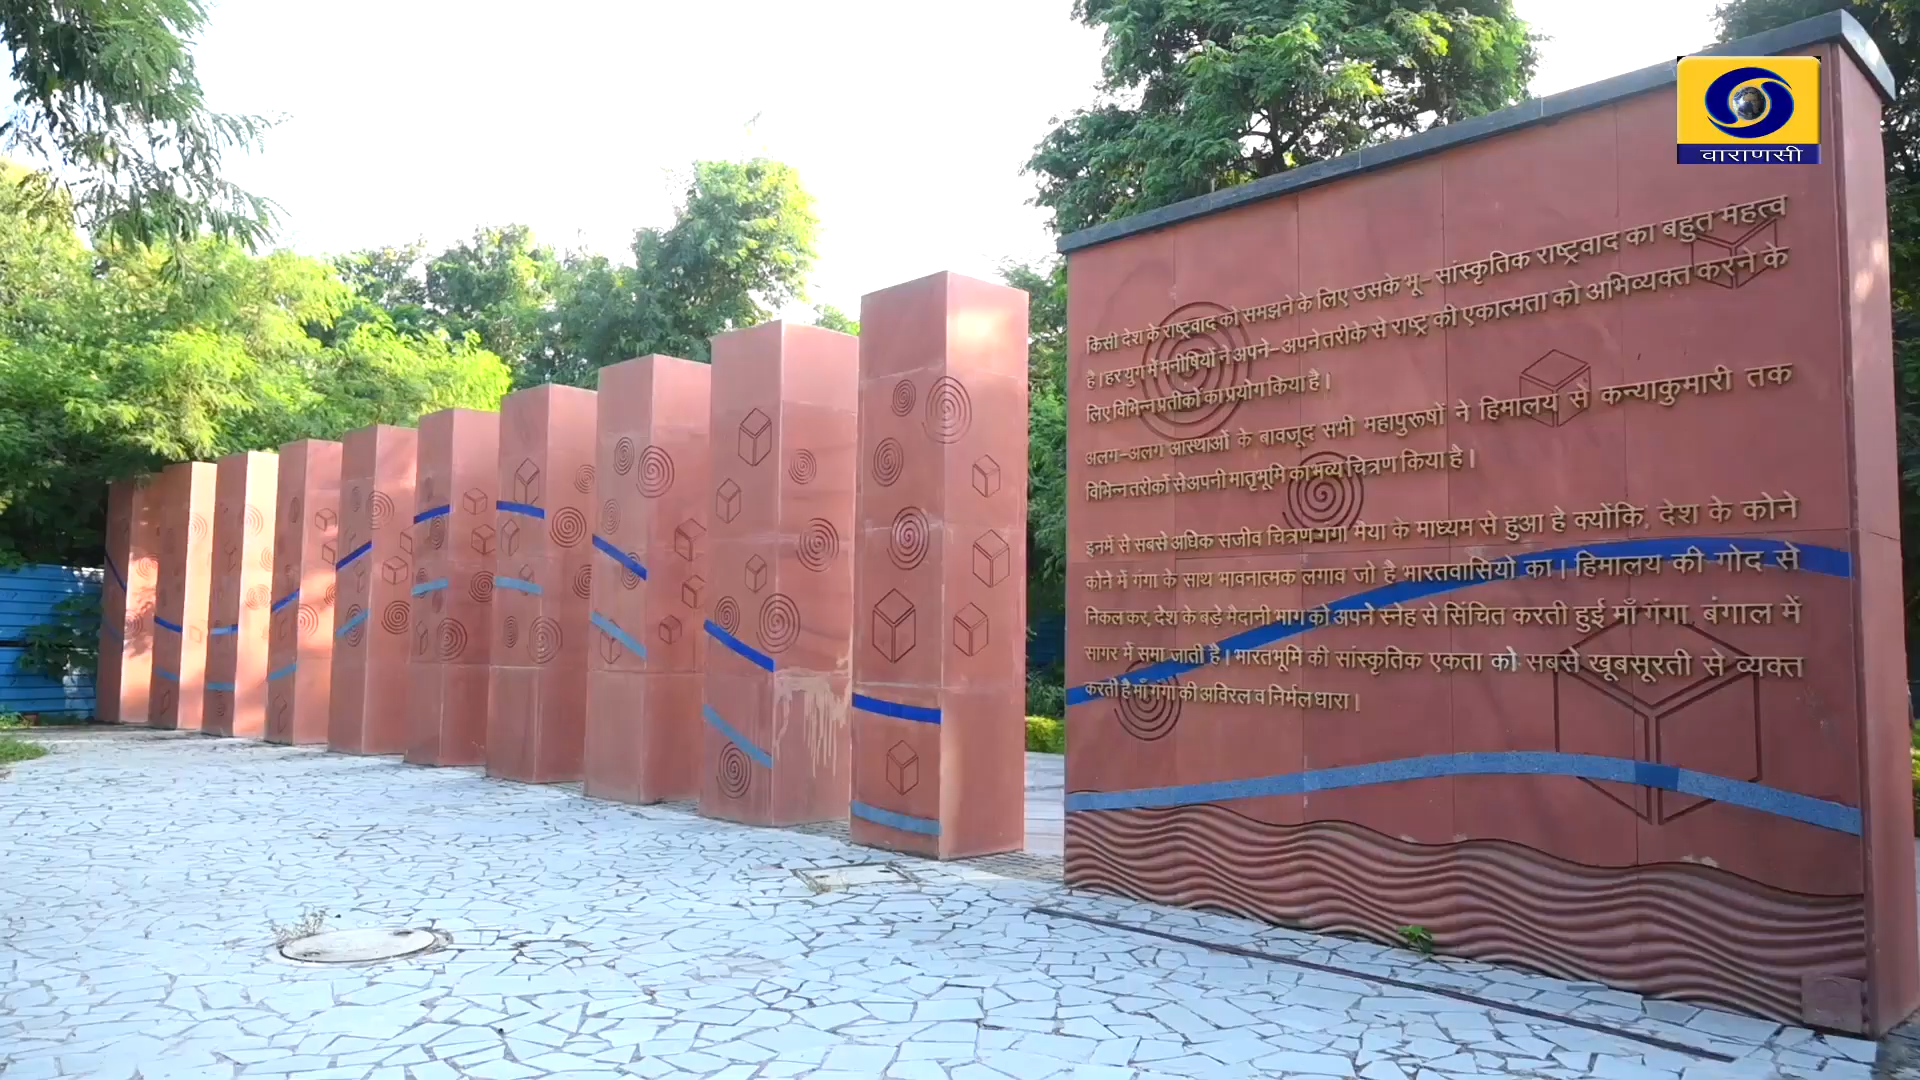 वाराणसी
किसी देश के राष्ट्रवाद को समझने के लिए उसके भू- सांस्कृतिक राष्ट्रवाद का बहुत महत्व
है। हर युग में मनीषियों ने अपने-अपने तरीके से राष्ट्र की एकात्मता को अभिव्यक्त करने के
लिए विभिन्न प्रतीकों का प्रयोग किया है।
अलग-अलग आस्थाओं के बावजूद सभी महापुरूषों ने हिमालय से कन्याकुमारी तक
विभिन्न तरीकों से अपनी मातृभूमि का भव्य चित्रण किया है।
इनमें से सबसे अधिक सजीव चित्रण गंगा मैया के माध्यम से हुआ है क्योंकि, देश के कोने
कोने में गंगा के साथ भावनात्मक लगाव जो है भारतवासियों का। हिमालय की गोद से
निकल कर, देश के बड़े मैदानी भाग को अपने स्नेह से सिंचित करती हुई माँ गंगा, बंगाल में
सागर में समा जाती है। भारतभूमि की सांस्कृतिक एकता को सबसे खूबसूरती से व्यक्त
करती है माँ गंगा की अविरल व निर्मल धारा।